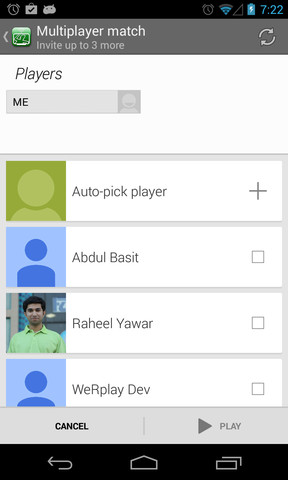 7:22
Multiplayer match
Invite up to 3 more
Players
ME
Auto-pick player
Abdul Basit
Raheel Yawar
WeRplay Dev
CANCEL
PLAY